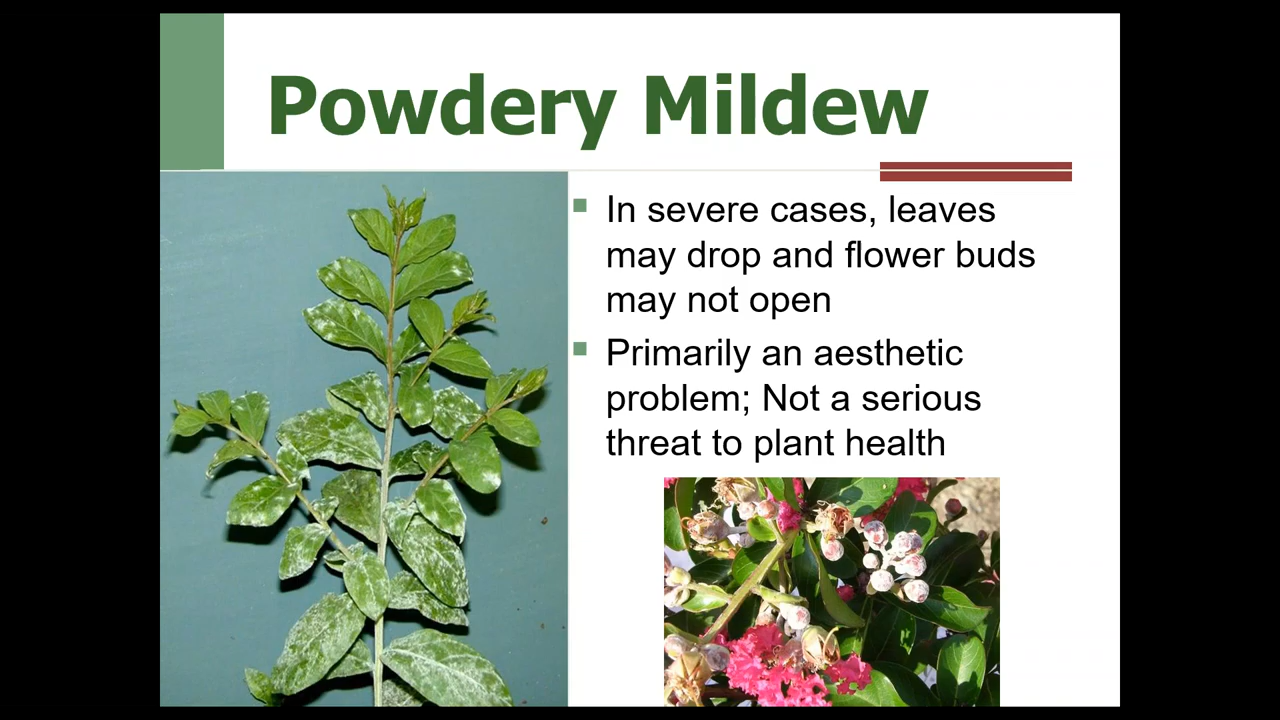 Powdery Mildew
In severe cases, leaves
may drop and flower buds
may not open
Primarily an aesthetic
problem; Not a serious
threat to plant health